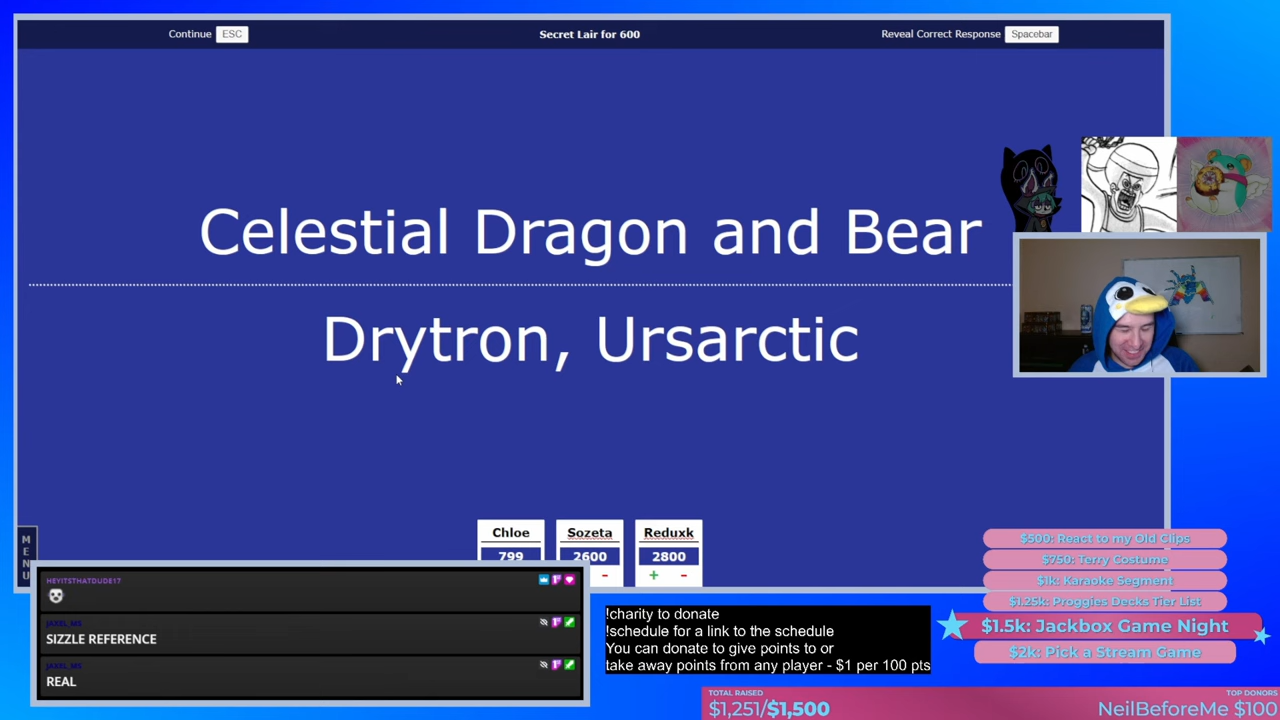 Continue ESC
Secret Lair for 600
Reveal Correct Response Spacebar
Celestial Dragon and Bear
Drytron, Ursarctic
MENU
Chloe
799
Sozeta
2600
-
Reduxk
2800
+ -
HEYITSTHATDUDE17
SIZZLE REFERENCE
REAL
!charity to donate
!schedule for a link to the schedule
You can donate to give points to or
take away points from any player - $1 per 100 pts
$500: React to my Old Clips
$750: Terry Costume
$1k: Karaoke Segment
$1.25k: Proggies Decks Tier List
$1.5k: Jackbox Game Night
$2k: Pick a Stream Game
TOTAL RAISED
$1,251/$1,500
TOP DONORS
NeilBeforeMe $100